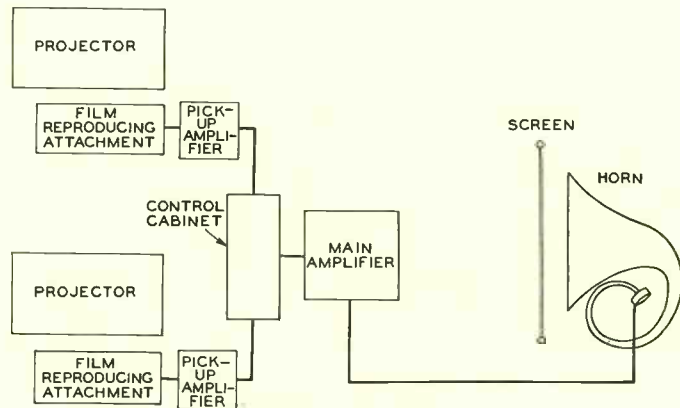 PROJECTOR
FILM
REPRODUCING
ATTACHMENT
PICK-
UP
AMPLI-
FIER
SCREEN
HORN
CONTROL
CABINET
MAIN
AMPLIFIER
PROJECTOR
FILM
REPRODUCING
ATTACHMENT
PICK-
UP
AMPLI-
FIER